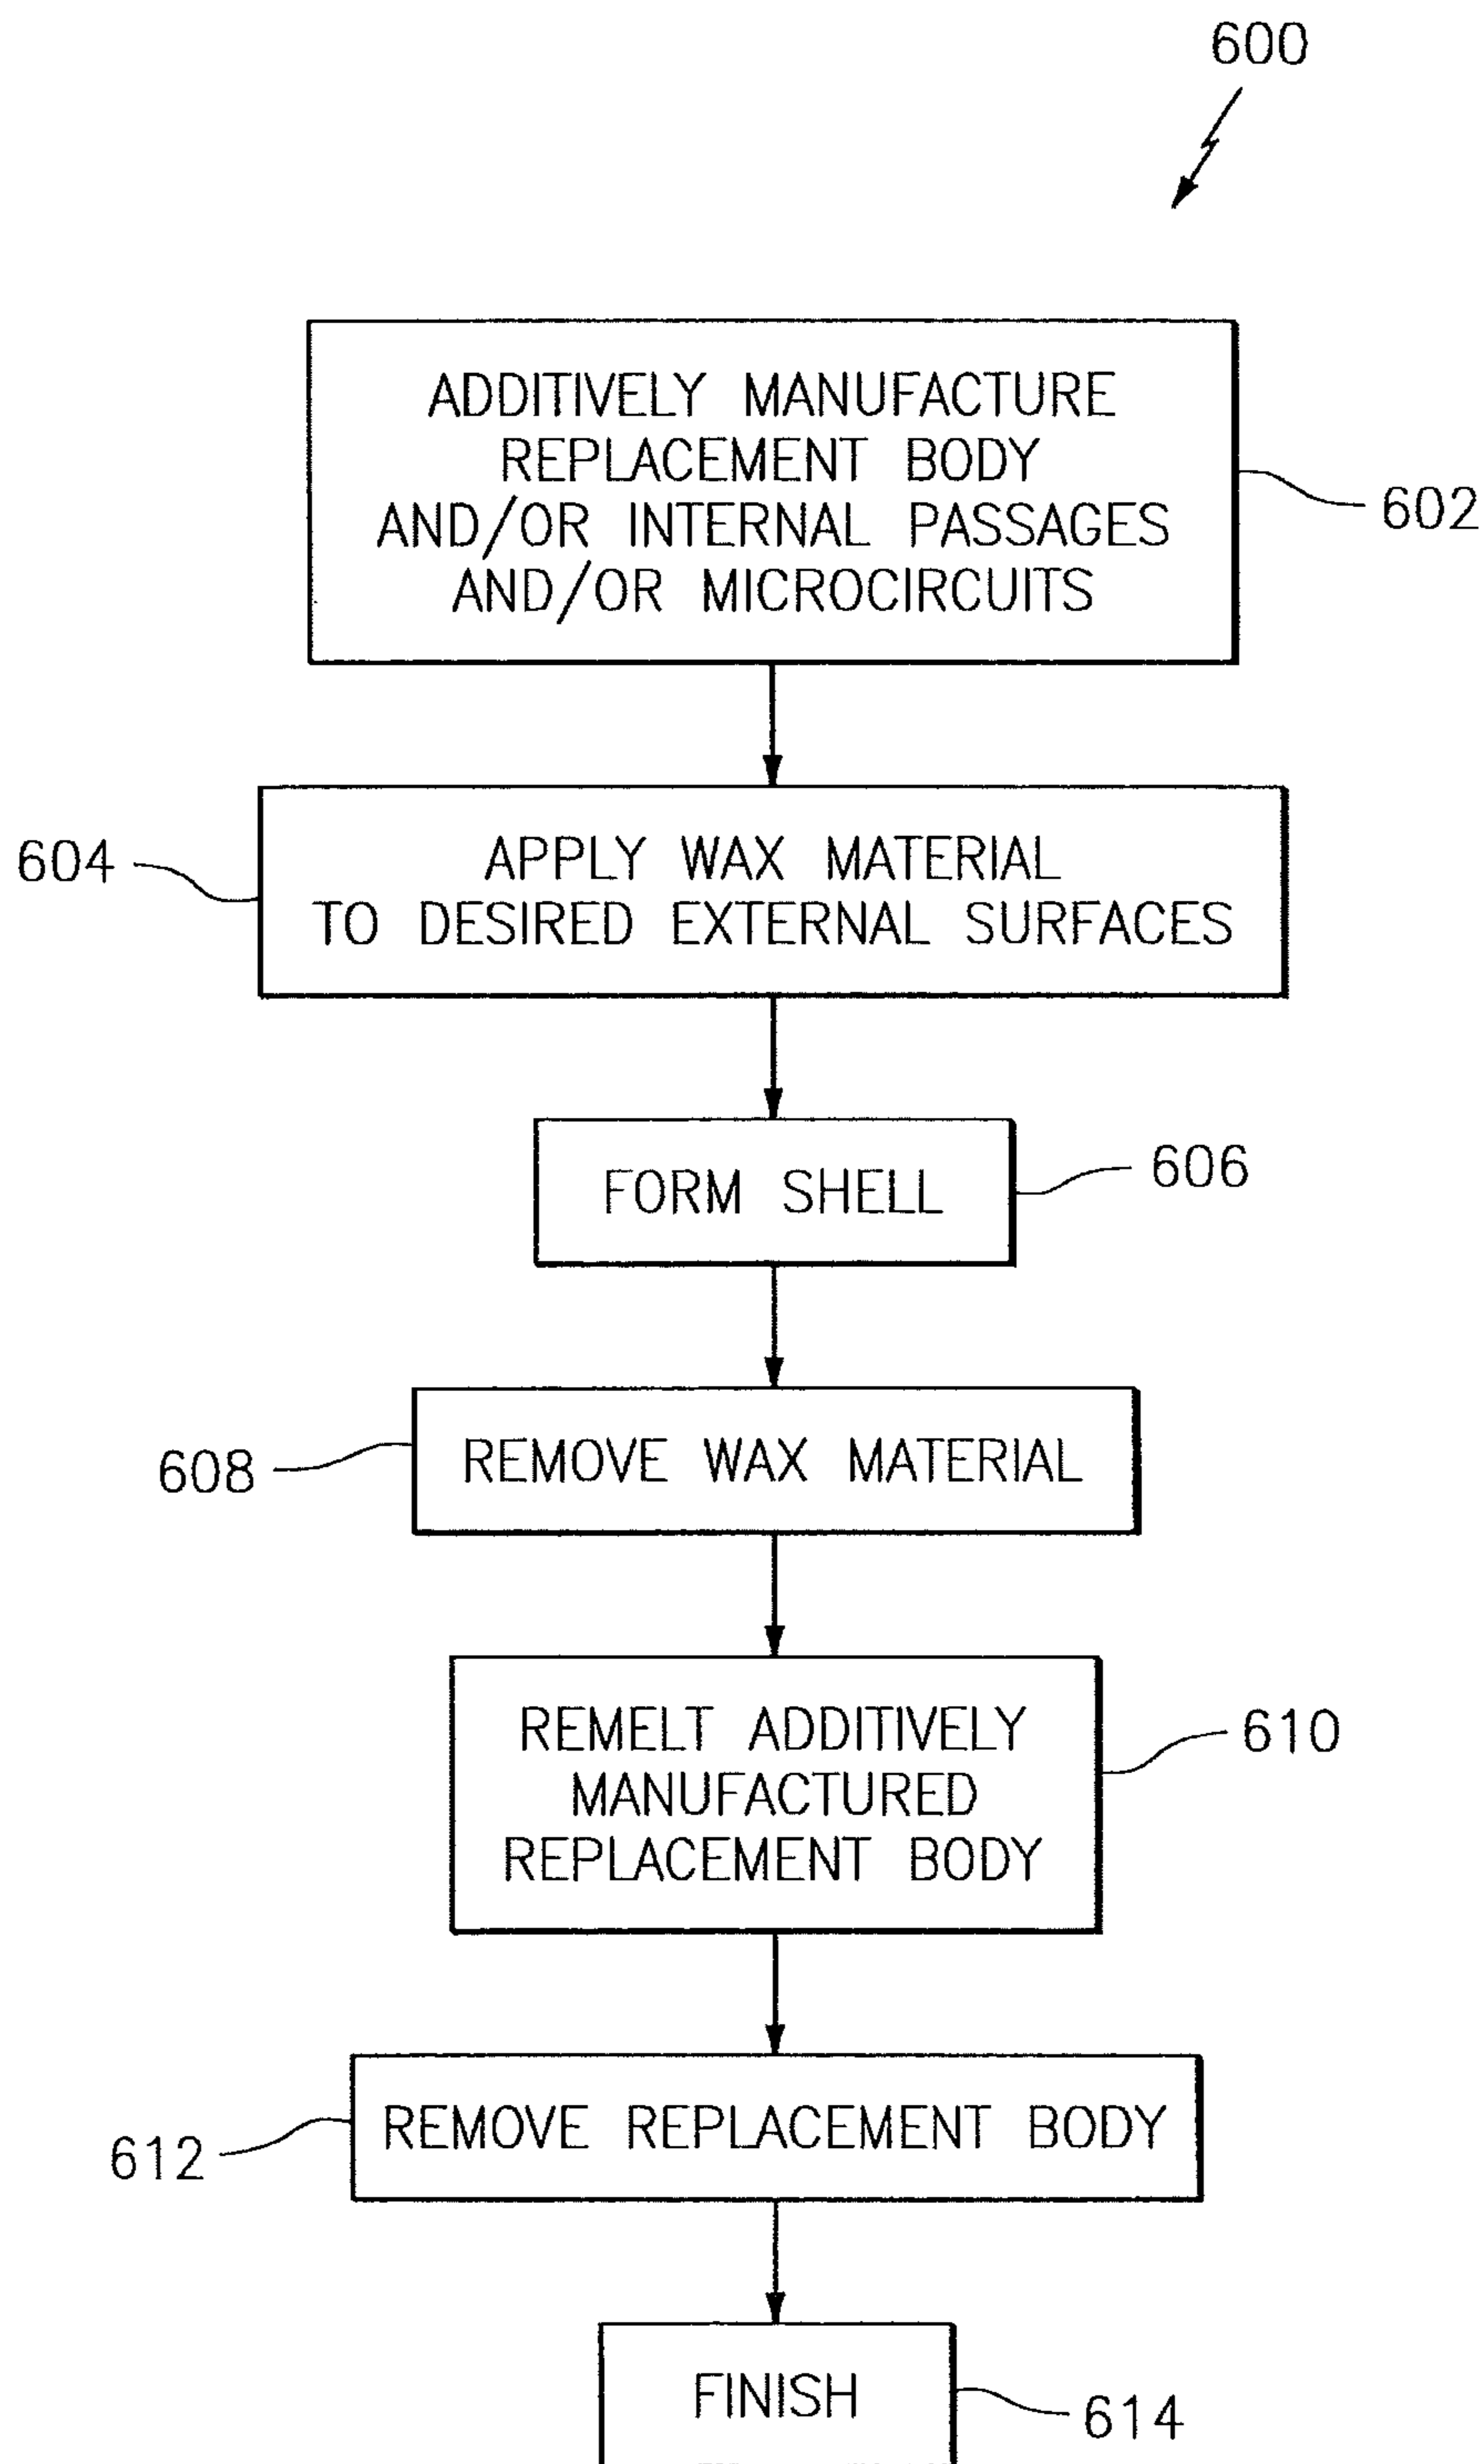 600
ADDITIVELY MANUFACTURE
REPLACEMENT BODY
AND/OR INTERNAL PASSAGES
AND/OR MICROCIRCUITS
602
604
APPLY WAX MATERIAL
TO DESIRED EXTERNAL SURFACES
FORM SHELL
606
608
REMOVE WAX MATERIAL
REMELT ADDITIVELY
MANUFACTURED
REPLACEMENT BODY
610
612
REMOVE REPLACEMENT BODY
FINISH
614